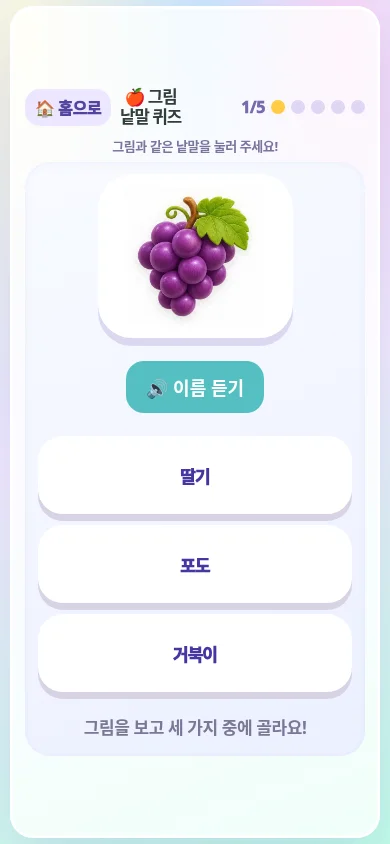 🏠 홈으로
🍎 그림
낱말 퀴즈
1/5
그림과 같은 낱말을 눌러 주세요!
🔊 이름 듣기
딸기
포도
거북이
그림을 보고 세 가지 중에 골라요!